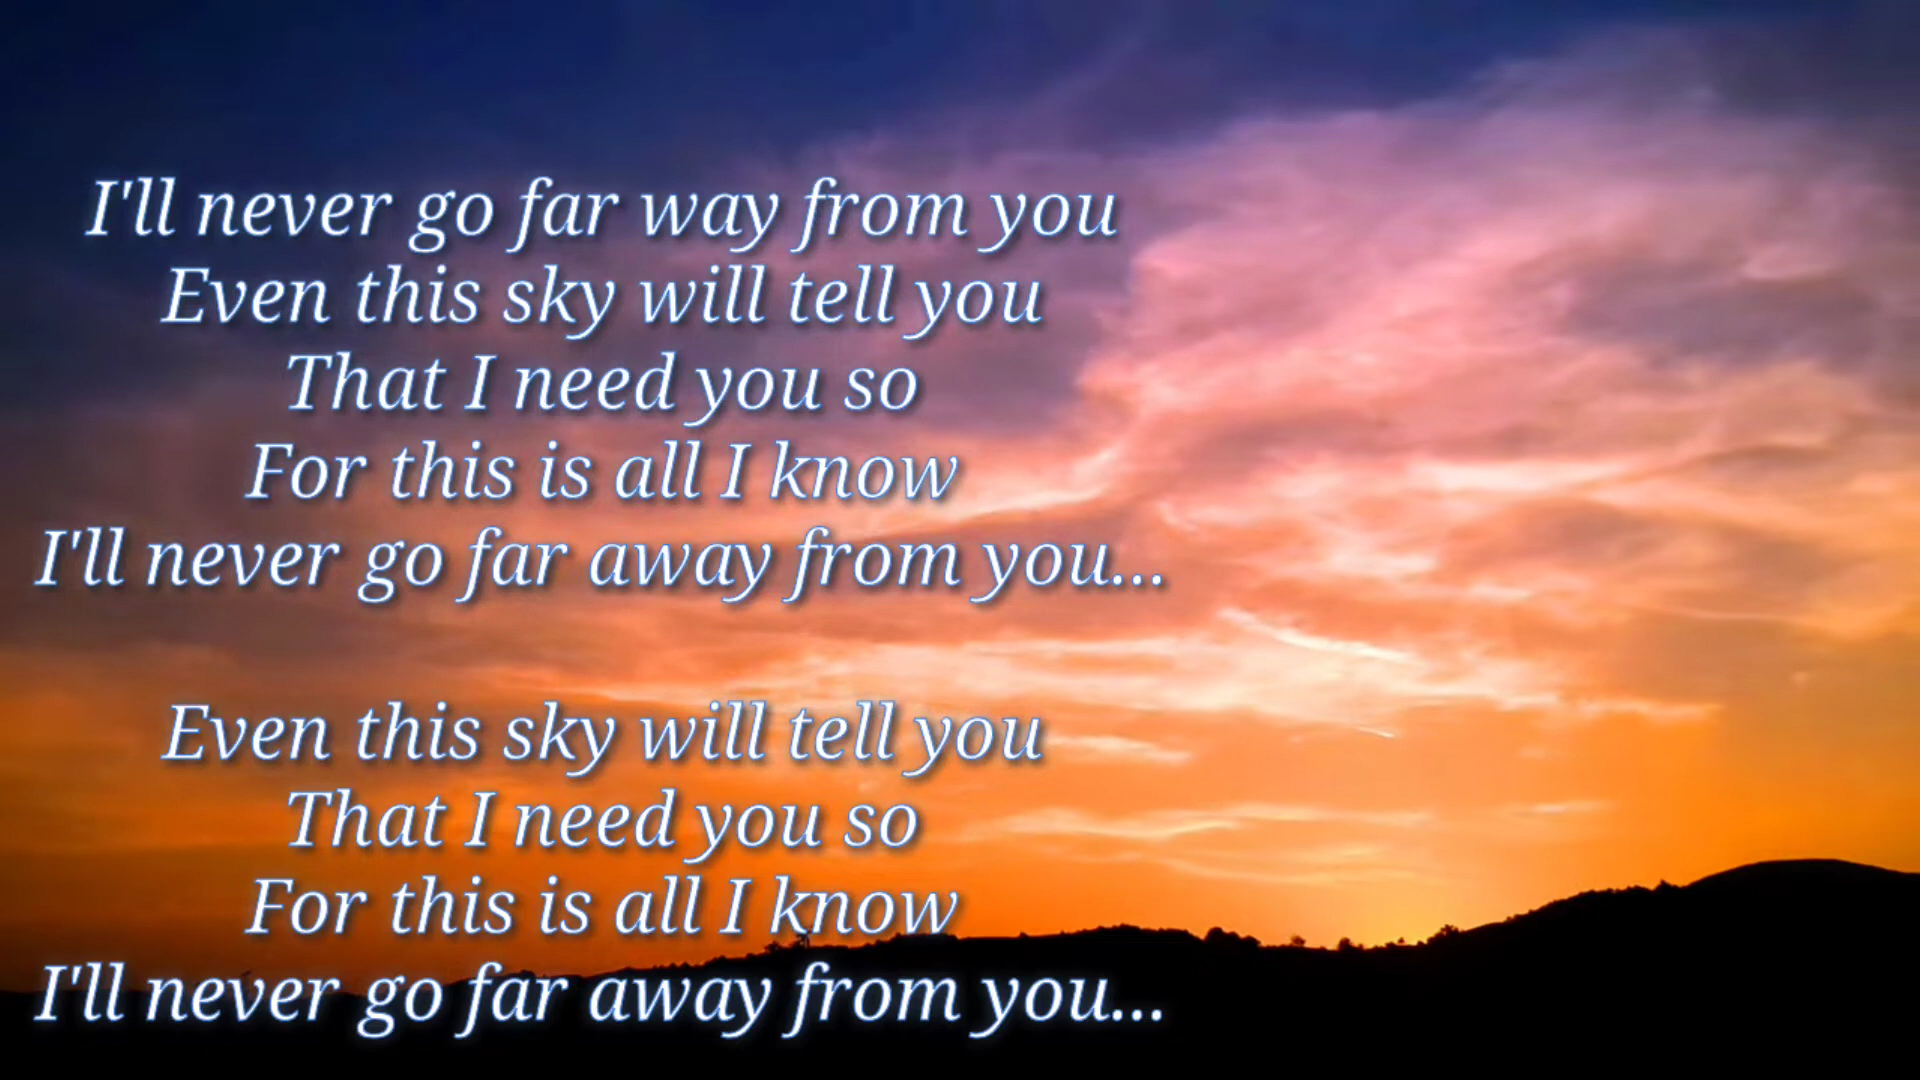 I'll never go far way from you
Even this sky will tell you
That I need you so
For this is all I know
I'll never go far away from you...
Even this sky will tell you
That I need you so
For this is all I know
I'll never go far away from you...